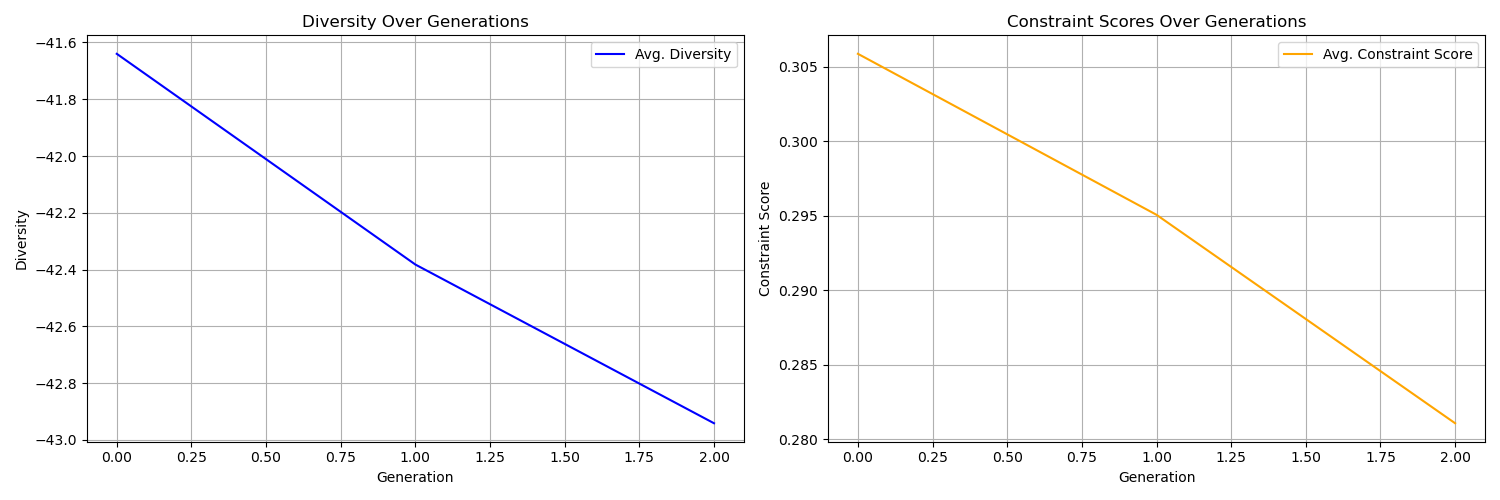 Diversity Over Generations
Avg. Diversity
−41.6
−41.8
−42.0
−42.2
−42.4
−42.6
−42.8
−43.0
Diversity
0.00 0.25 0.50 0.75 1.00 1.25 1.50 1.75 2.00
Generation
Constraint Scores Over Generations
Avg. Constraint Score
0.305
0.300
0.295
0.290
0.285
0.280
Constraint Score
0.00 0.25 0.50 0.75 1.00 1.25 1.50 1.75 2.00
Generation